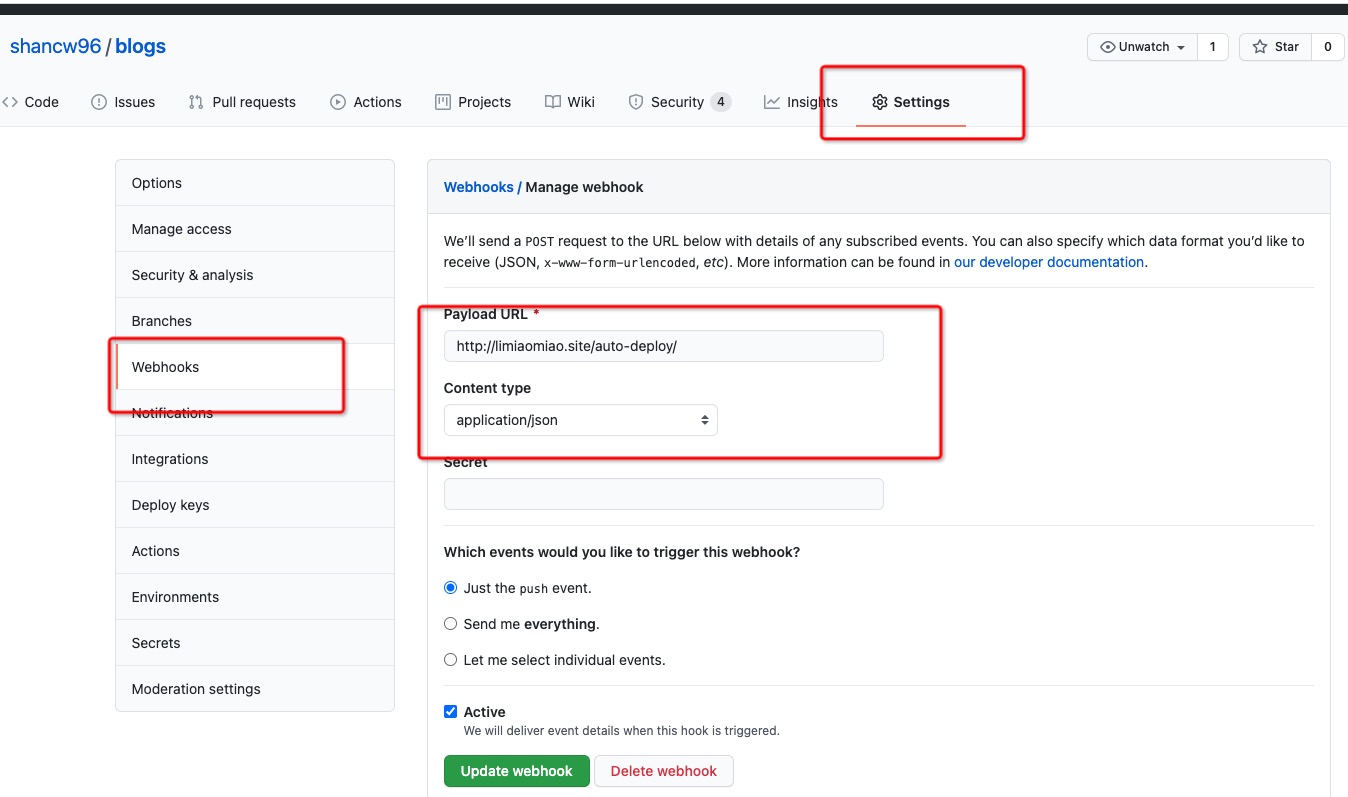 shancw96 / blogs
Unwatch 1 Star 0
Code Issues Pull requests Actions Projects Wiki Security 4 Insights Settings
Options
Manage access
Security & analysis
Branches
Webhooks
Notifications
Integrations
Deploy keys
Actions
Environments
Secrets
Moderation settings
Webhooks / Manage webhook
We’ll send a POST request to the URL below with details of any subscribed events. You can also specify which data format you’d like to
receive (JSON, x-www-form-urlencoded, etc). More information can be found in our developer documentation.
Payload URL *
http://limiaomiao.site/auto-deploy/
Content type
application/json
Secret
Which events would you like to trigger this webhook?
Just the push event.
Send me everything.
Let me select individual events.
Active
We will deliver event details when this hook is triggered.
Update webhook Delete webhook